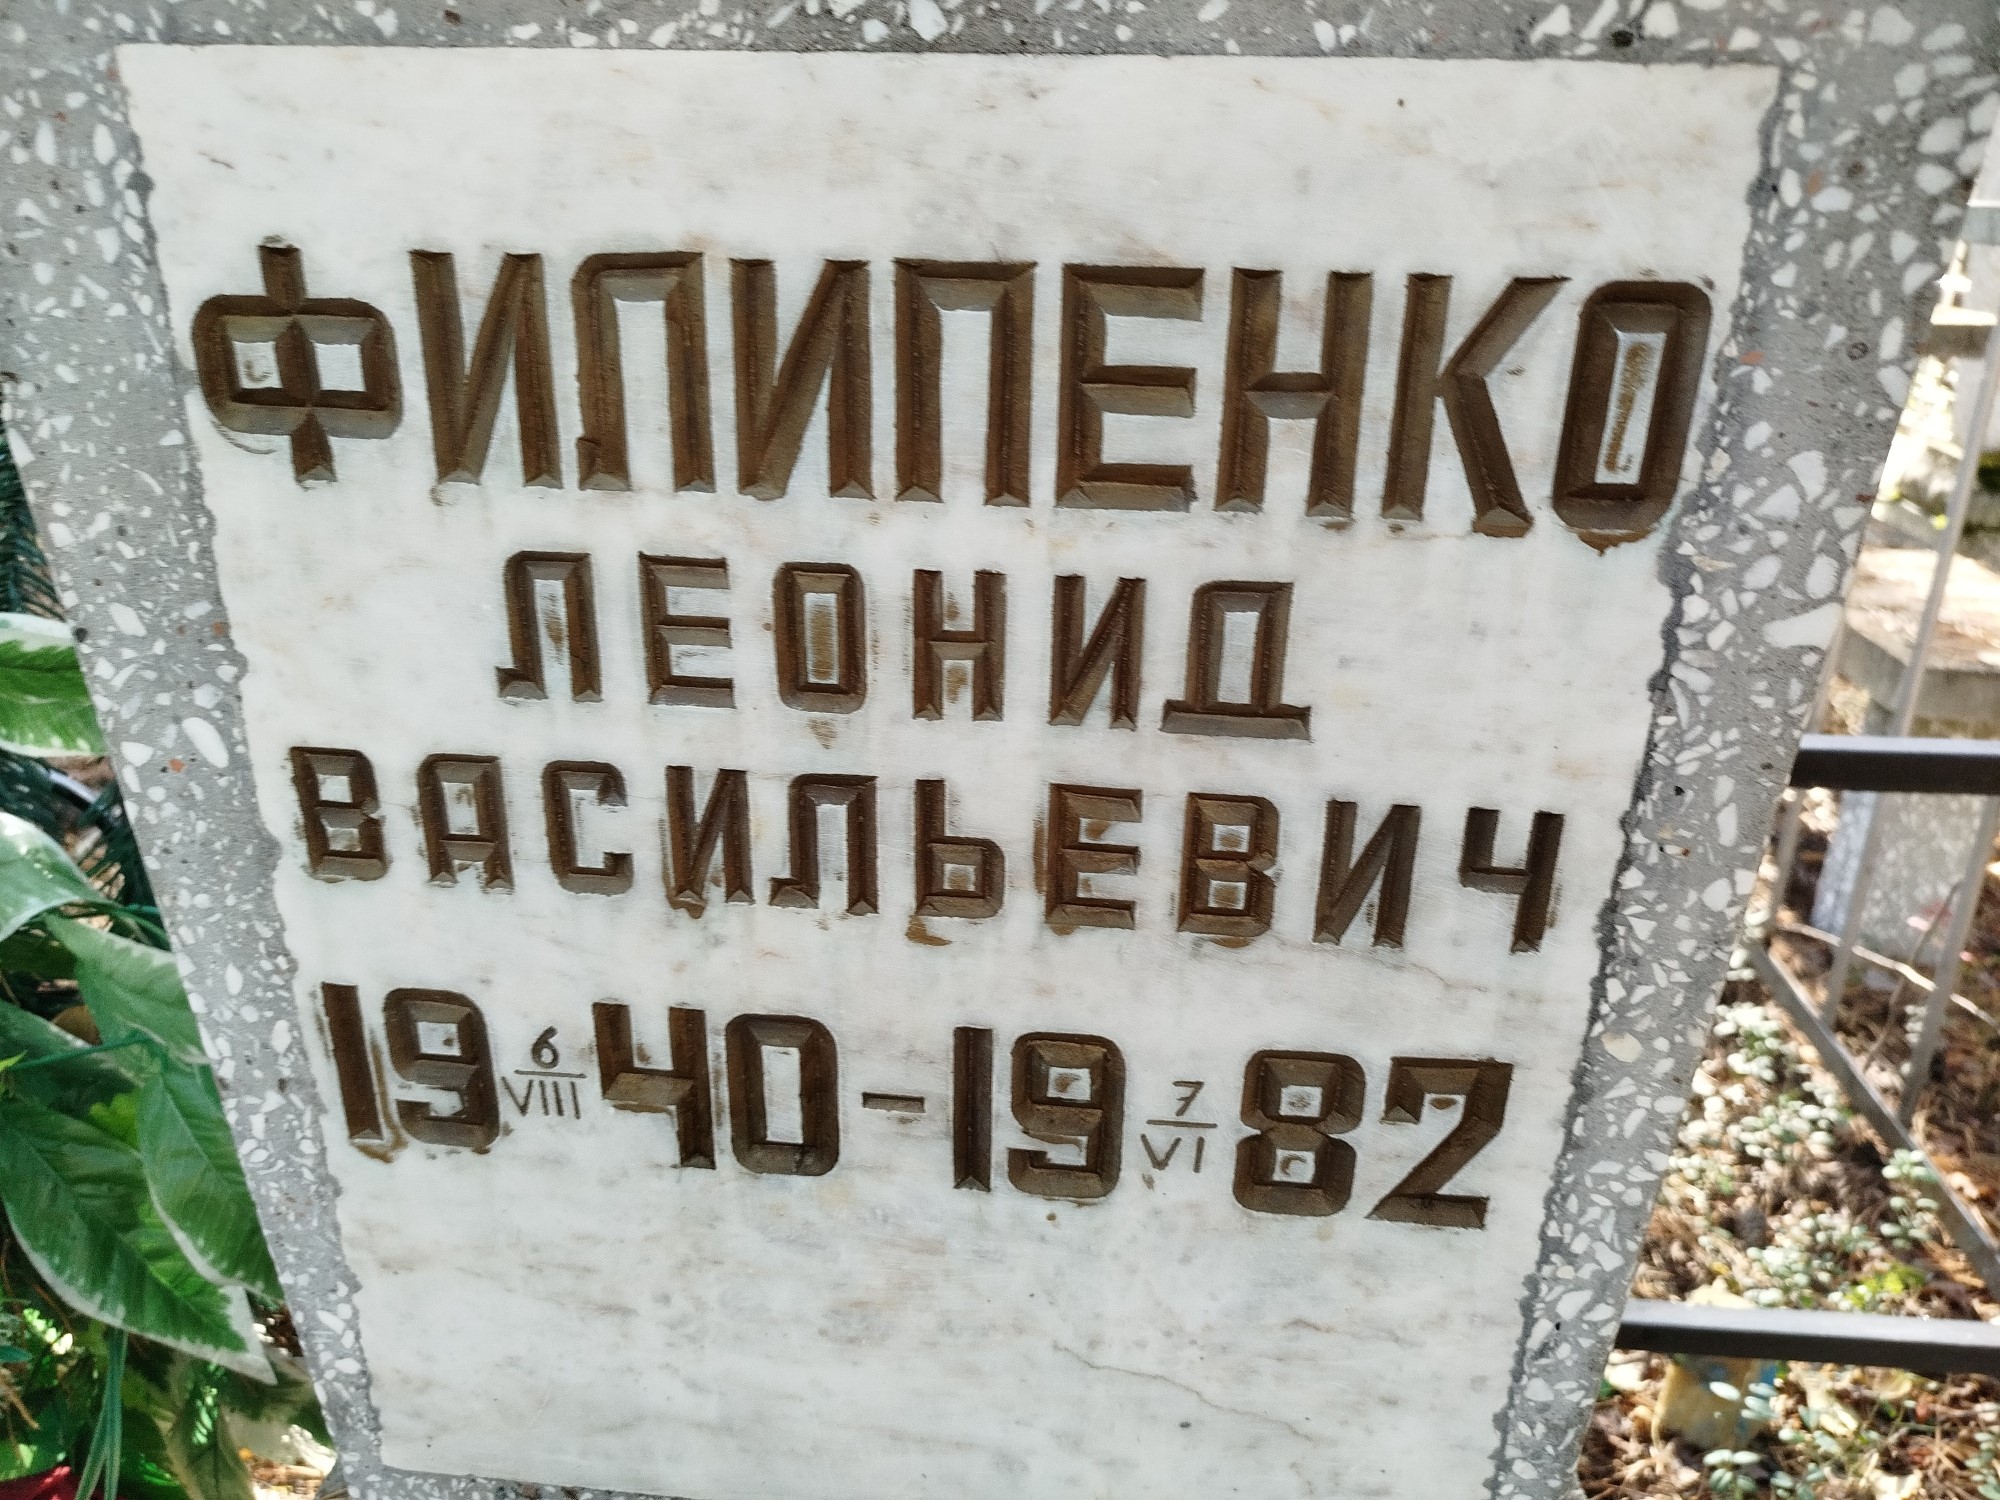 ФИЛИПЕНКО
ЛЕОНИД
ВАСИЛЬЕВИЧ
19 6/VIII 40 - 19 7/VI 82